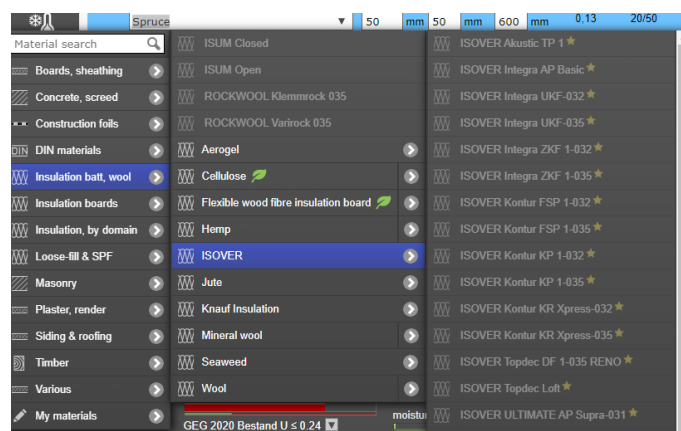 Spruce ▼ 50 mm 50 mm 600 mm 0,13 20/50
Material search
Boards, sheathing
Concrete, screed
Construction foils
DIN DIN materials
Insulation batt, wool
Insulation boards
Insulation, by domain
Loose-fill & SPF
Masonry
Plaster, render
Siding & roofing
Timber
Various
My materials
ISUM Closed
ISUM Open
ROCKWOOL Klemmrock 035
ROCKWOOL Varirock 035
Aerogel
Cellulose
Flexible wood fibre insulation board
Hemp
ISOVER
Jute
Knauf Insulation
Mineral wool
Seaweed
Wool
ISOVER Akustic TP 1
ISOVER Integra AP Basic
ISOVER Integra UKF-032
ISOVER Integra UKF-035
ISOVER Integra ZKF 1-032
ISOVER Integra ZKF 1-035
ISOVER Kontur FSP 1-032
ISOVER Kontur FSP 1-035
ISOVER Kontur KP 1-032
ISOVER Kontur KP 1-035
ISOVER Kontur KR Xpress-032
ISOVER Kontur KR Xpress-035
ISOVER Topdec DF 1-035 RENO
ISOVER Topdec Loft
ISOVER ULTIMATE AP Supra-031
GEG 2020 Bestand U ≤ 0.24
moistu